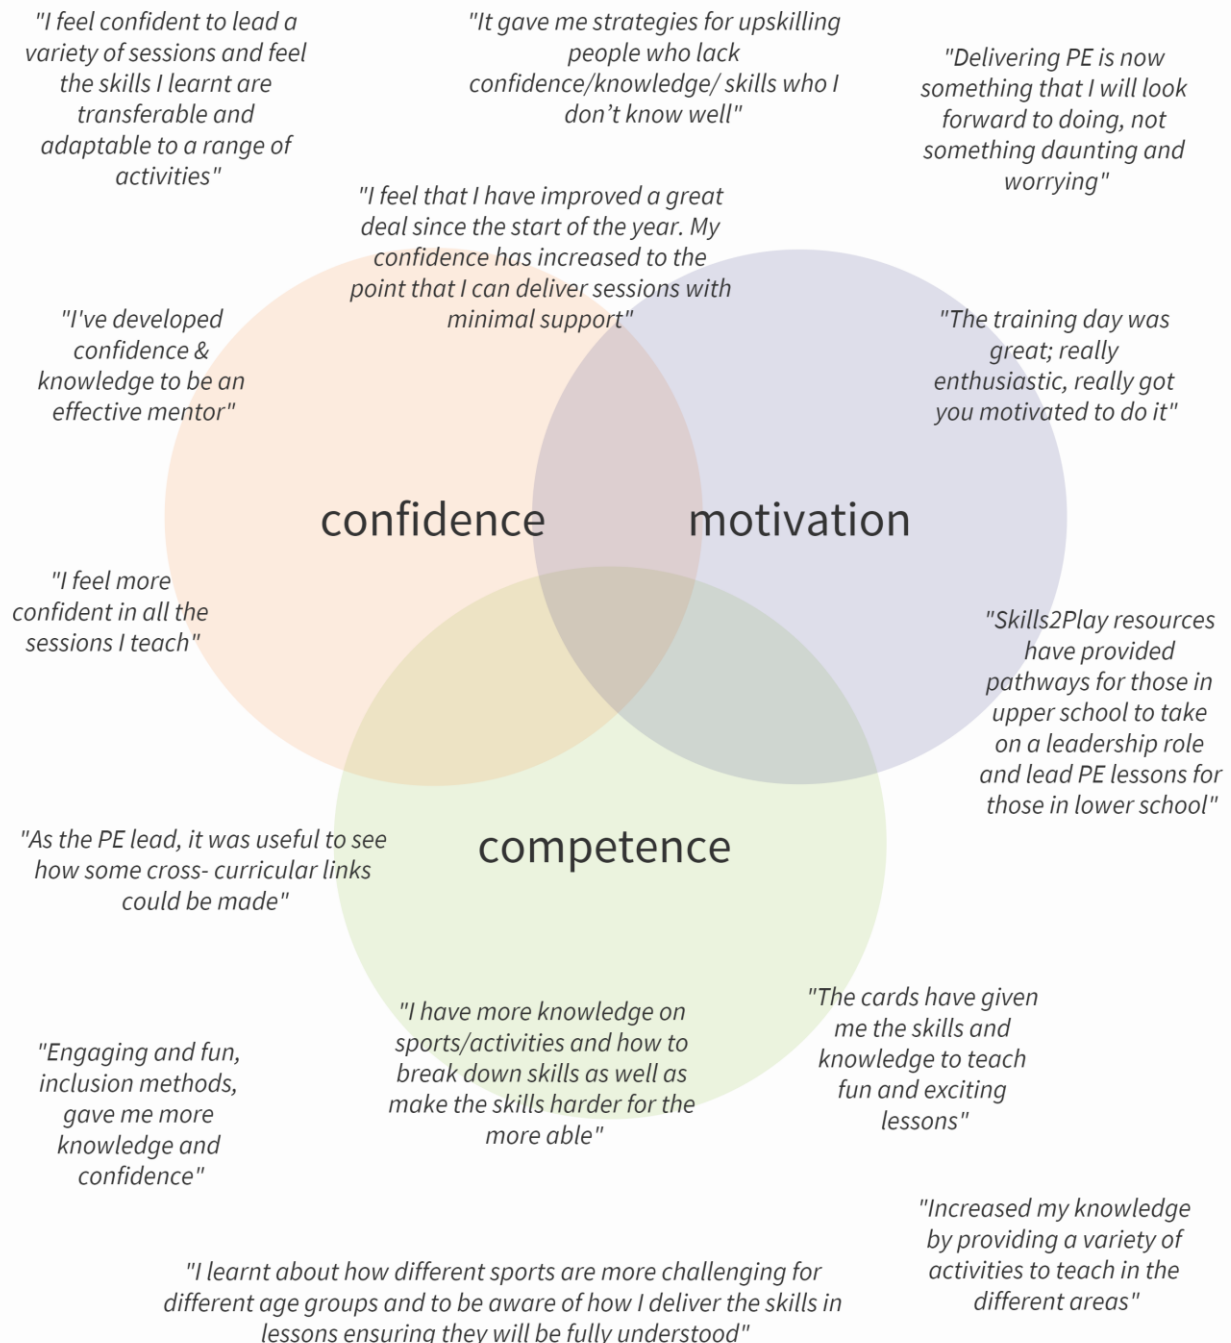 "I feel confident to lead a
variety of sessions and feel
the skills I learnt are
transferable and
adaptable to a range of
activities"
"It gave me strategies for upskilling
people who lack
confidence/knowledge/ skills who I
don’t know well"
"Delivering PE is now
something that I will look
forward to doing, not
something daunting and
worrying"
"I feel that I have improved a great
deal since the start of the year. My
confidence has increased to the
point that I can deliver sessions with
minimal support"
"I've developed
confidence &
knowledge to be an
effective mentor"
"The training day was
great; really
enthusiastic, really got
you motivated to do it"
confidence
motivation
"I feel more
confident in all the
sessions I teach"
"Skills2Play resources
have provided
pathways for those in
upper school to take
on a leadership role
and lead PE lessons for
those in lower school"
"As the PE lead, it was useful to see
how some cross- curricular links
could be made"
competence
"I have more knowledge on
sports/activities and how to
break down skills as well as
make the skills harder for the
more able"
"The cards have given
me the skills and
knowledge to teach
fun and exciting
lessons"
"Engaging and fun,
inclusion methods,
gave me more
knowledge and
confidence"
"Increased my knowledge
by providing a variety of
activities to teach in the
different areas"
"I learnt about how different sports are more challenging for
different age groups and to be aware of how I deliver the skills in
lessons ensuring they will be fully understood"